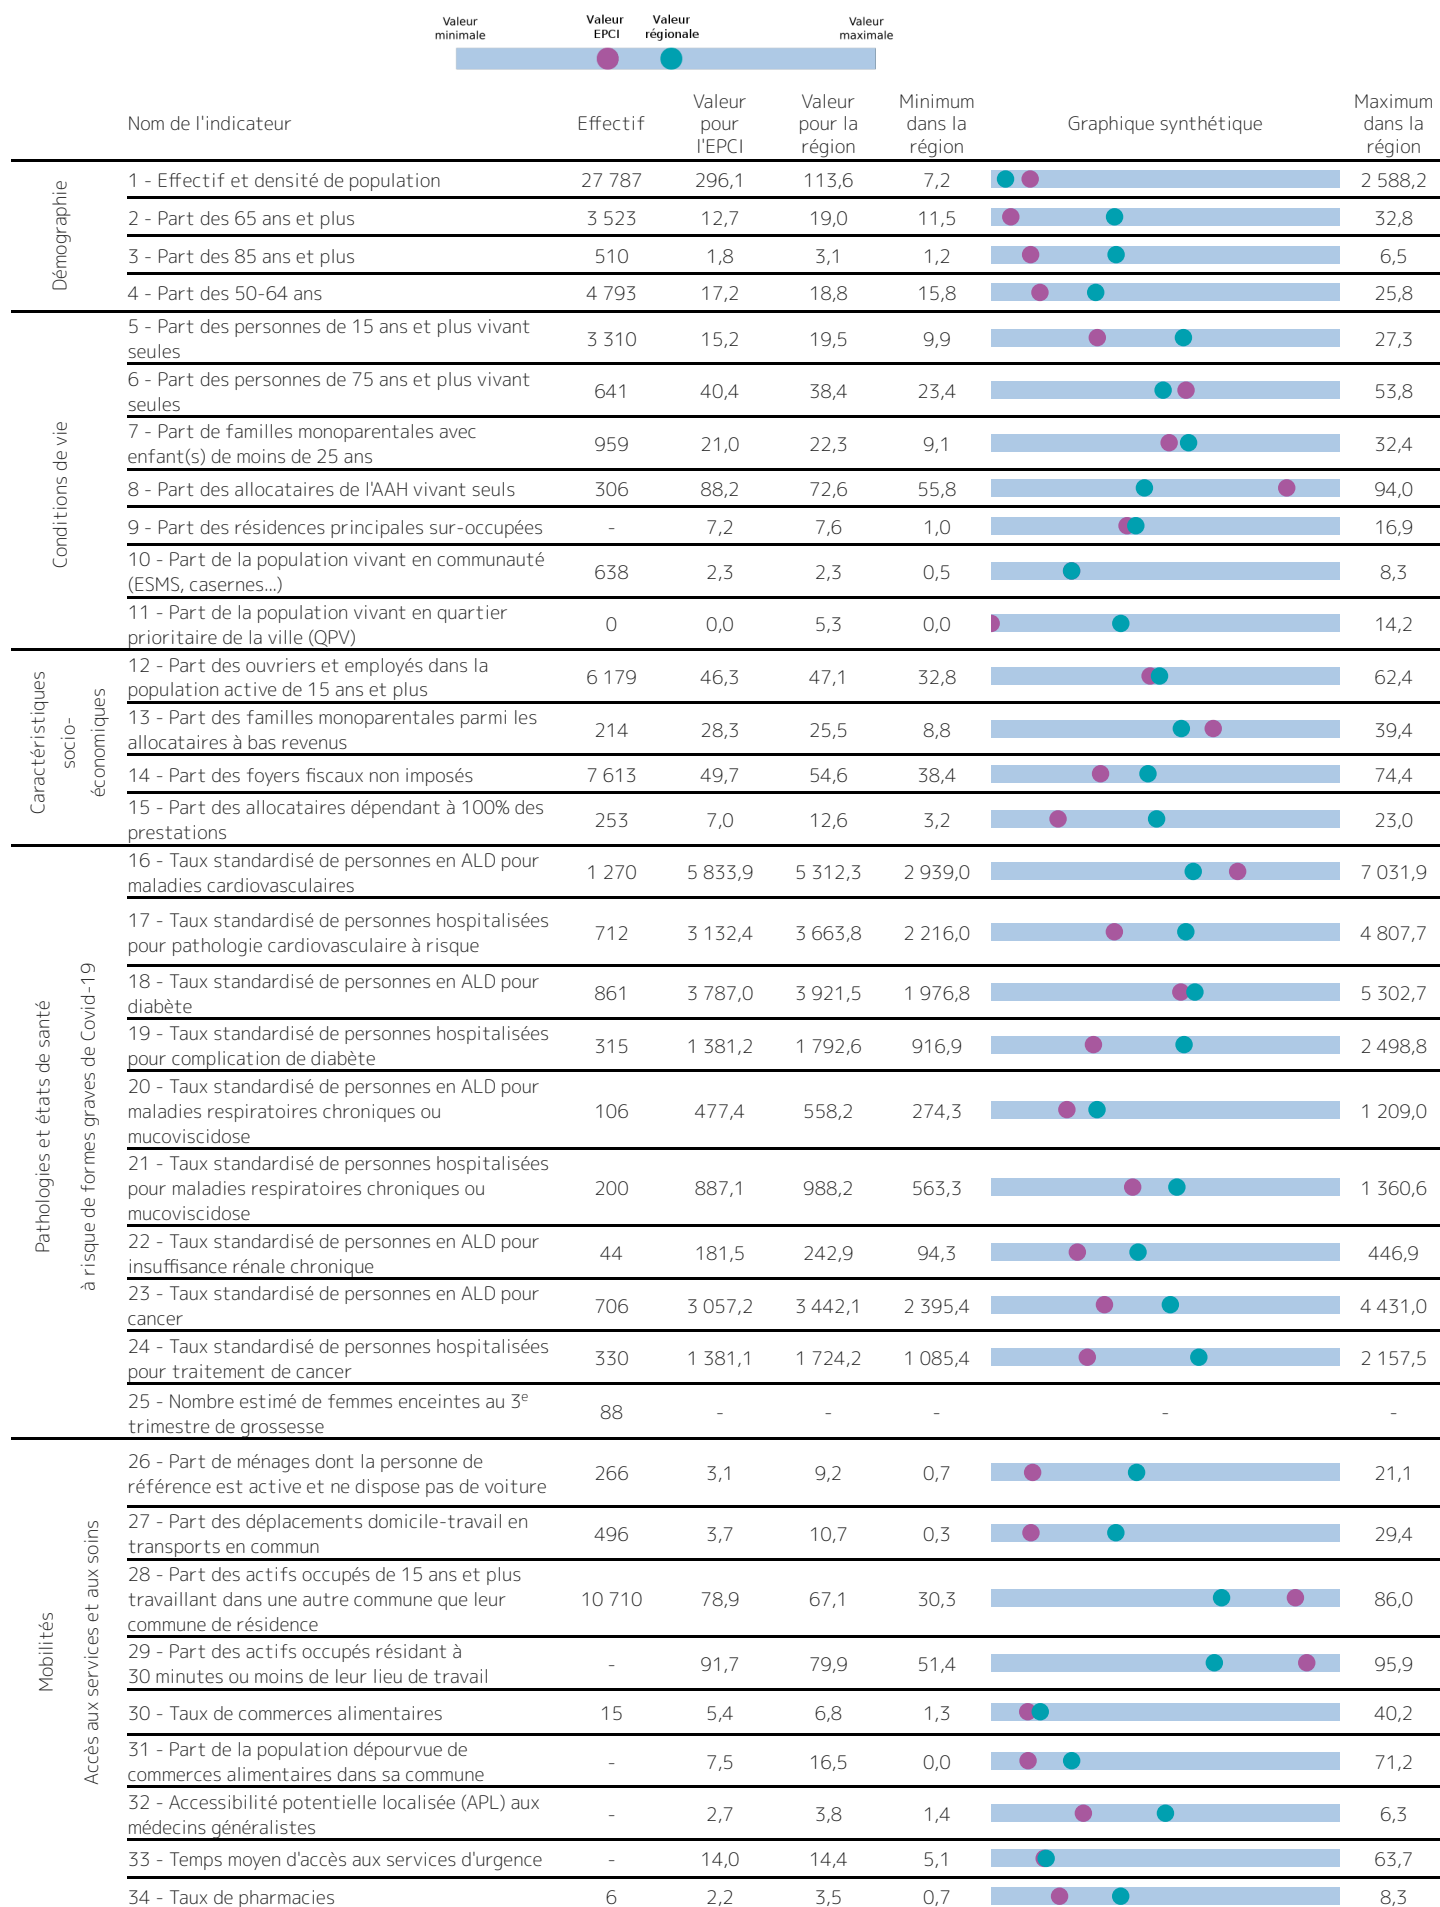 Valeur minimale
Valeur EPCI
Valeur régionale
Valeur maximale
Nom de l'indicateur
Effectif
Valeur pour l'EPCI
Valeur pour la région
Minimum dans la région
Graphique synthétique
Maximum dans la région
Démographie
1 - Effectif et densité de population 27 787 296,1 113,6 7,2 2 588,2
2 - Part des 65 ans et plus 3 523 12,7 19,0 11,5 32,8
3 - Part des 85 ans et plus 510 1,8 3,1 1,2 6,5
4 - Part des 50-64 ans 4 793 17,2 18,8 15,8 25,8
Conditions de vie
5 - Part des personnes de 15 ans et plus vivant
seules 3 310 15,2 19,5 9,9 27,3
6 - Part des personnes de 75 ans et plus vivant
seules 641 40,4 38,4 23,4 53,8
7 - Part de familles monoparentales avec
enfant(s) de moins de 25 ans 959 21,0 22,3 9,1 32,4
8 - Part des allocataires de l'AAH vivant seuls 306 88,2 72,6 55,8 94,0
9 - Part des résidences principales sur-occupées - 7,2 7,6 1,0 16,9
10 - Part de la population vivant en communauté
(ESMS, casernes...) 638 2,3 2,3 0,5 8,3
11 - Part de la population vivant en quartier
prioritaire de la ville (QPV) 0 0,0 5,3 0,0 14,2
Caractéristiques
socio-
économiques
12 - Part des ouvriers et employés dans la
population active de 15 ans et plus 6 179 46,3 47,1 32,8 62,4
13 - Part des familles monoparentales parmi les
allocataires à bas revenus 214 28,3 25,5 8,8 39,4
14 - Part des foyers fiscaux non imposés 7 613 49,7 54,6 38,4 74,4
15 - Part des allocataires dépendant à 100% des
prestations 253 7,0 12,6 3,2 23,0
Pathologies et états de santé
à risque de formes graves de Covid-19
16 - Taux standardisé de personnes en ALD pour
maladies cardiovasculaires 1 270 5 833,9 5 312,3 2 939,0 7 031,9
17 - Taux standardisé de personnes hospitalisées
pour pathologie cardiovasculaire à risque 712 3 132,4 3 663,8 2 216,0 4 807,7
18 - Taux standardisé de personnes en ALD pour
diabète 861 3 787,0 3 921,5 1 976,8 5 302,7
19 - Taux standardisé de personnes hospitalisées
pour complication de diabète 315 1 381,2 1 792,6 916,9 2 498,8
20 - Taux standardisé de personnes en ALD pour
maladies respiratoires chroniques ou 106 477,4 558,2 274,3 1 209,0
mucoviscidose
21 - Taux standardisé de personnes hospitalisées
pour maladies respiratoires chroniques ou 200 887,1 988,2 563,3 1 360,6
mucoviscidose
22 - Taux standardisé de personnes en ALD pour
insuffisance rénale chronique 44 181,5 242,9 94,3 446,9
23 - Taux standardisé de personnes en ALD pour
cancer 706 3 057,2 3 442,1 2 395,4 4 431,0
24 - Taux standardisé de personnes hospitalisées
pour traitement de cancer 330 1 381,1 1 724,2 1 085,4 2 157,5
25 - Nombre estimé de femmes enceintes au 3e
trimestre de grossesse 88 - - - - -
Mobilités
Accès aux services et aux soins
26 - Part de ménages dont la personne de
référence est active et ne dispose pas de voiture 266 3,1 9,2 0,7 21,1
27 - Part des déplacements domicile-travail en
transports en commun 496 3,7 10,7 0,3 29,4
28 - Part des actifs occupés de 15 ans et plus
travaillant dans une autre commune que leur 10 710 78,9 67,1 30,3 86,0
commune de résidence
29 - Part des actifs occupés résidant à
30 minutes ou moins de leur lieu de travail - 91,7 79,9 51,4 95,9
30 - Taux de commerces alimentaires 15 5,4 6,8 1,3 40,2
31 - Part de la population dépourvue de
commerces alimentaires dans sa commune - 7,5 16,5 0,0 71,2
32 - Accessibilité potentielle localisée (APL) aux
médecins généralistes - 2,7 3,8 1,4 6,3
33 - Temps moyen d'accès aux services d'urgence - 14,0 14,4 5,1 63,7
34 - Taux de pharmacies 6 2,2 3,5 0,7 8,3